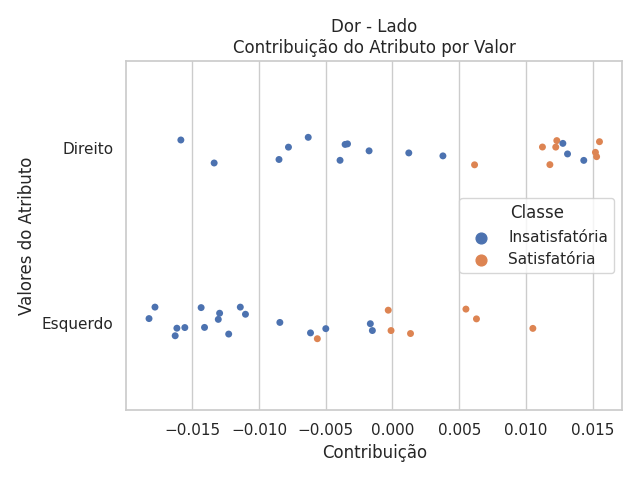 Dor - Lado
Contribuição do Atributo por Valor
Valores do Atributo
Direito
Esquerdo
Classe
Insatisfatória
Satisfatória
−0.015 −0.010 −0.005 0.000 0.005 0.010 0.015
Contribuição